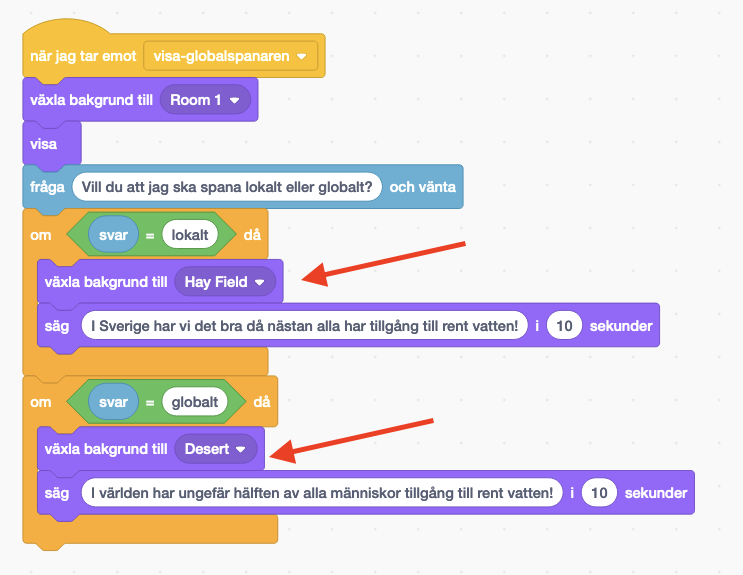 när jag tar emot visa-globalspanaren
växla bakgrund till Room 1
visa
fråga Vill du att jag ska spana lokalt eller globalt? och vänta
om svar = lokalt då
växla bakgrund till Hay Field
säg I Sverige har vi det bra då nästan alla har tillgång till rent vatten! i 10 sekunder
om svar = globalt då
växla bakgrund till Desert
säg I världen har ungefär hälften av alla människor tillgång till rent vatten! i 10 sekunder